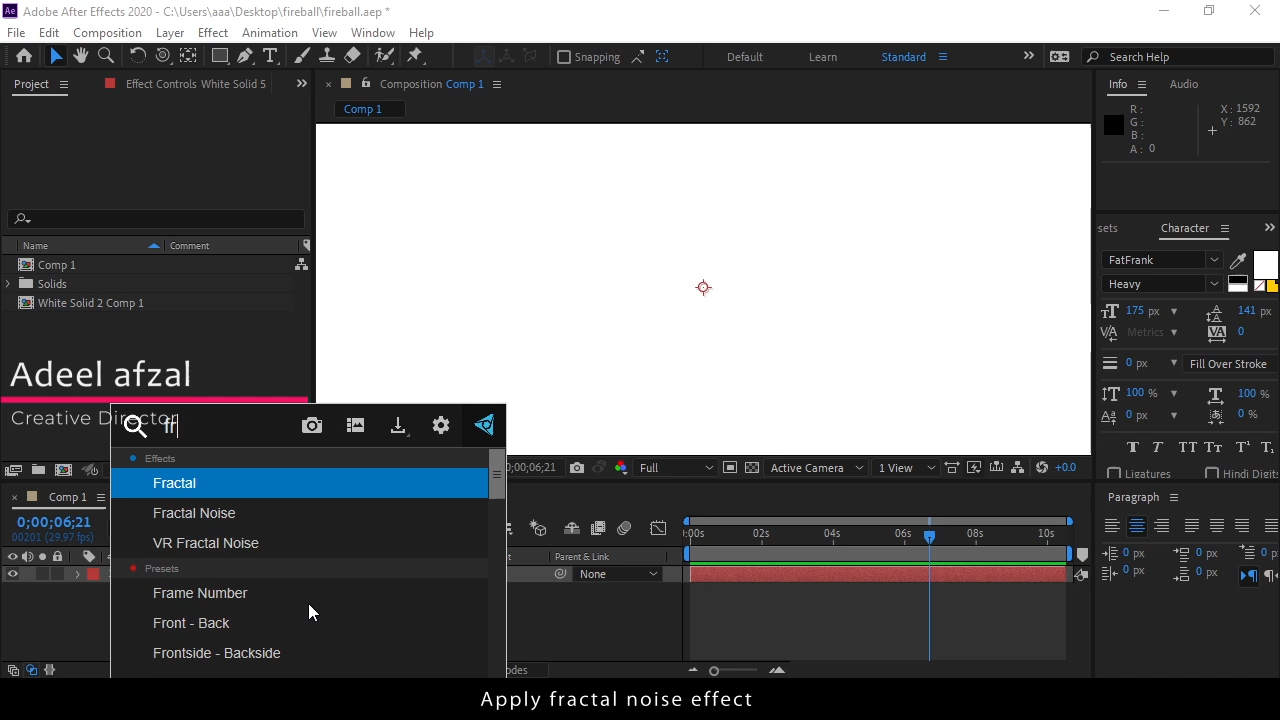 Ae Adobe After Effects 2020 - C:\Users\aaa\Desktop\fireball\fireball.aep *
File Edit Composition Layer Effect Animation View Window Help
Snapping Default Learn Standard Search Help
Project Effect Controls White Solid 5 Composition Comp 1 Info Audio
Comp 1
R: G: B: A: 0
X: 1592
Y: 862
Name Comment
Comp 1
Solids
White Solid 2 Comp 1
sets Character
FatFrank
Heavy
175 px 141 px
Metrics 0
0 px Fill Over Stroke
100 % 100 %
0 px 0 %
T T TT Tt
Ligatures Hindi Digits
Adeel afzal
Creative Director
ff
Effects
Fractal
Fractal Noise
VR Fractal Noise
Presets
Frame Number
Front - Back
Frontside - Backside
0;00;06;21 Full Active Camera 1 View +0.0
Comp 1
0;00;06;21
00201 (29.97 fps)
:00s 02s 04s 06s 08s 10s
t Parent & Link
None
odes
Paragraph
0 px 0 px 0 px
0 px 0 px
Apply fractal noise effect